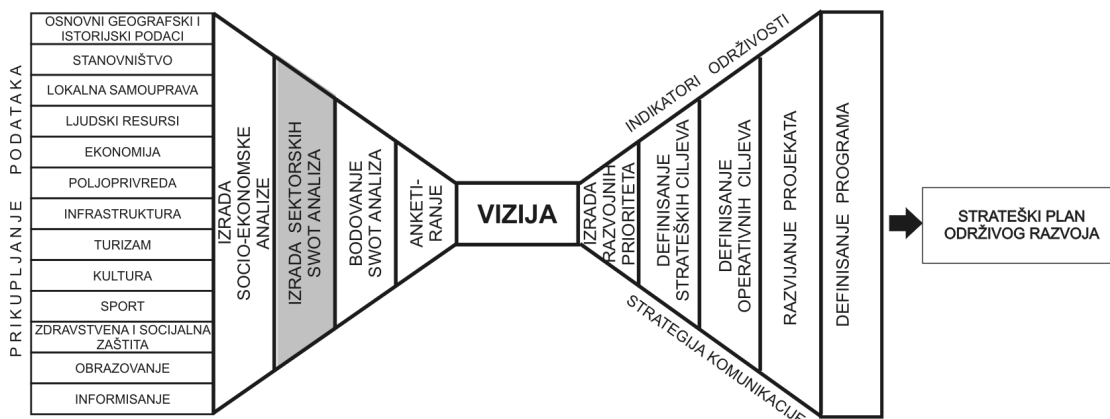 PRIKUPLJANJE PODATAKA
OSNOVNI GEOGRAFSKI I
ISTORIJSKI PODACI
STANOVNIŠTVO
LOKALNA SAMOUPRAVA
LJUDSKI RESURSI
EKONOMIJA
POLJOPRIVREDA
INFRASTRUKTURA
TURIZAM
KULTURA
SPORT
ZDRAVSTVENA I SOCIJALNA
ZAŠTITA
OBRAZOVANJE
INFORMISANJE
IZRADA
SOCIO-EKONOMSKE
ANALIZE
IZRADA SEKTORSKIH
SWOT ANALIZA
BODOVANJE
SWOT ANALIZA
ANKETI-
RANJE
VIZIJA
INDIKATORI ODRŽIVOSTI
IZRADA
RAZVOJNIH
PRIORITETA
DEFINISANJE
STRATEŠKIH CILJEVA
DEFINISANJE
OPERATIVNIH CILJEVA
RAZVIJANJE PROJEKATA
DEFINISANJE PROGRAMA
STRATEGIJA KOMUNIKACIJE
STRATEŠKI PLAN
ODRŽIVOG RAZVOJA